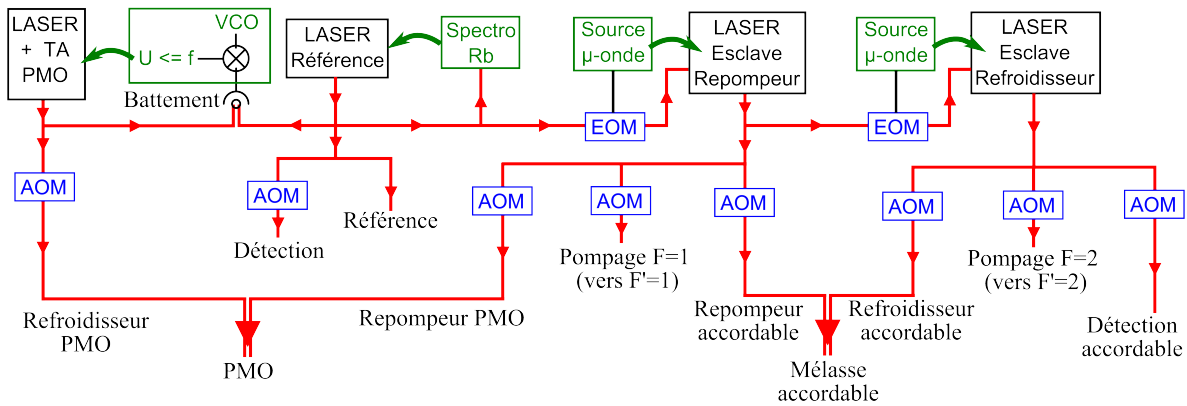 LASER
+ TA
PMO
VCO
U <= f
Battement
LASER
Référence
Spectro
Rb
Source
µ-onde
EOM
LASER
Esclave
Repompeur
Source
µ-onde
EOM
LASER
Esclave
Refroidisseur
AOM
AOM
AOM
AOM
AOM
AOM
AOM
AOM
Détection
Référence
Pompage F=1
(vers F'=1)
Pompage F=2
(vers F'=2)
Refroidisseur
PMO
Repompeur PMO
PMO
Repompeur
accordable
Refroidisseur
accordable
Mélasse
accordable
Détection
accordable